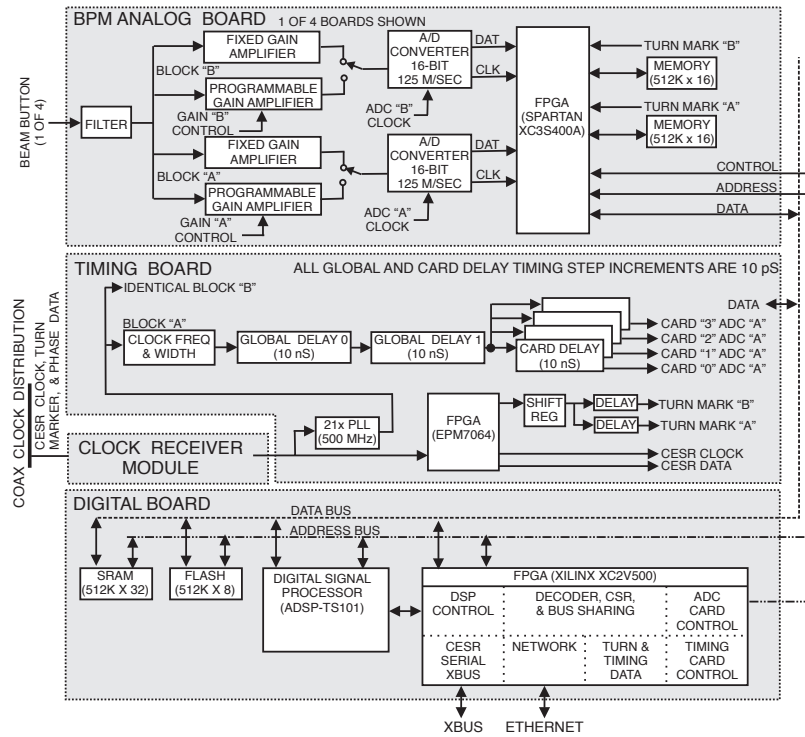 BPM ANALOG BOARD 1 OF 4 BOARDS SHOWN
BEAM BUTTON
(1 OF 4)
FILTER
BLOCK "B"
FIXED GAIN
AMPLIFIER
PROGRAMMABLE
GAIN AMPLIFIER
GAIN "B"
CONTROL
FIXED GAIN
AMPLIFIER
BLOCK "A"
PROGRAMMABLE
GAIN AMPLIFIER
GAIN "A"
CONTROL
A/D
CONVERTER
16-BIT
125 M/SEC
DAT
CLK
ADC "B"
CLOCK
A/D
CONVERTER
16-BIT
125 M/SEC
DAT
CLK
ADC "A"
CLOCK
FPGA
(SPARTAN
XC3S400A)
TURN MARK "B"
MEMORY
(512K x 16)
TURN MARK "A"
MEMORY
(512K x 16)
CONTROL
ADDRESS
DATA
TIMING BOARD
ALL GLOBAL AND CARD DELAY TIMING STEP INCREMENTS ARE 10 pS
IDENTICAL BLOCK "B"
BLOCK "A"
CLOCK FREQ
& WIDTH
GLOBAL DELAY 0
(10 nS)
GLOBAL DELAY 1
(10 nS)
CARD DELAY
(10 nS)
DATA
CARD "3" ADC "A"
CARD "2" ADC "A"
CARD "1" ADC "A"
CARD "0" ADC "A"
COAX CLOCK DISTRIBUTION
CESR CLOCK, TURN
MARKER, & PHASE DATA
CLOCK RECEIVER
MODULE
21x PLL
(500 MHz)
FPGA
(EPM7064)
SHIFT
REG
DELAY
TURN MARK "B"
DELAY
TURN MARK "A"
CESR CLOCK
CESR DATA
DIGITAL BOARD
DATA BUS
ADDRESS BUS
SRAM
(512K X 32)
FLASH
(512K X 8)
DIGITAL SIGNAL
PROCESSOR
(ADSP-TS101)
FPGA (XILINX XC2V500)
DSP
CONTROL
DECODER, CSR,
& BUS SHARING
ADC
CARD
CONTROL
CESR
SERIAL
XBUS
NETWORK
TURN &
TIMING
DATA
TIMING
CARD
CONTROL
XBUS
ETHERNET